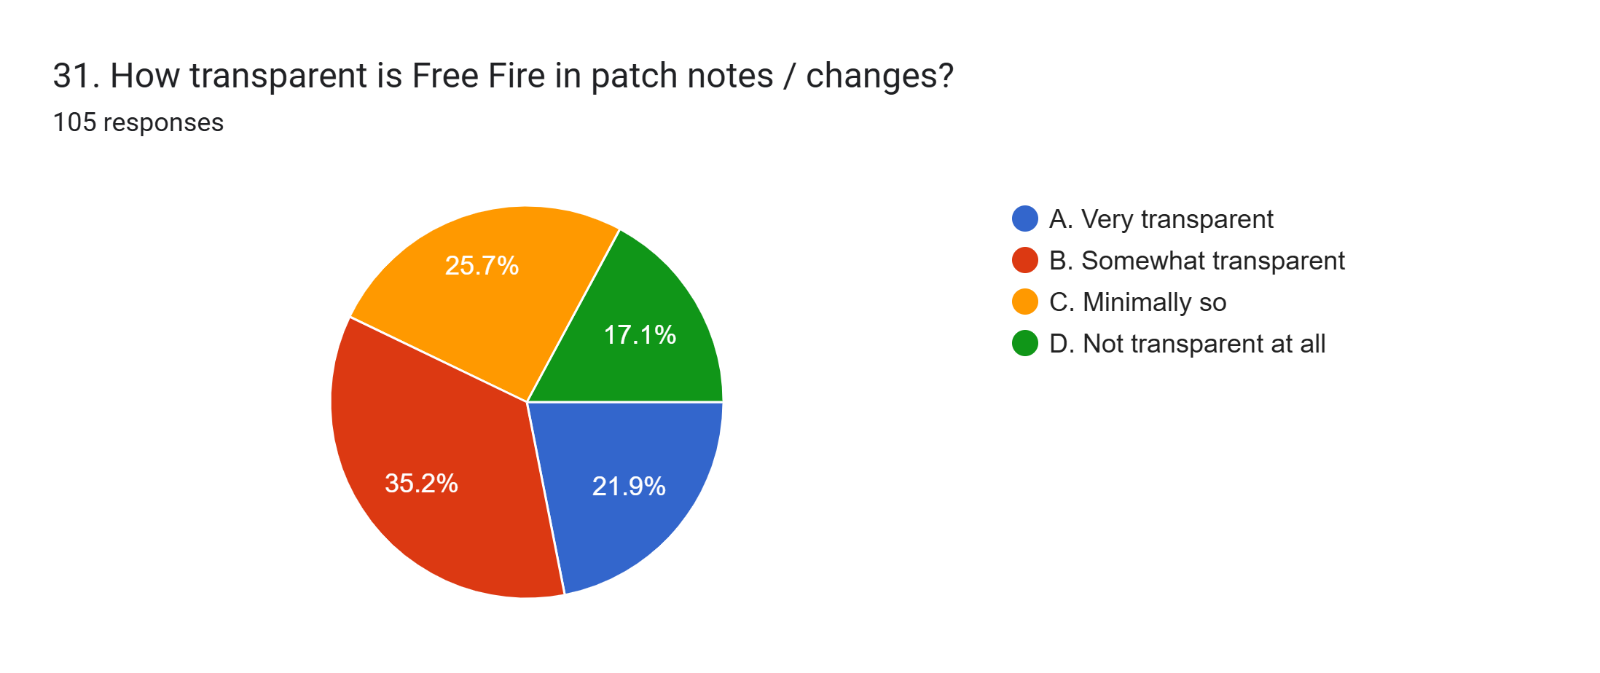 31. How transparent is Free Fire in patch notes / changes?
105 responses
25.7%
17.1%
35.2%
21.9%
A. Very transparent
B. Somewhat transparent
C. Minimally so
D. Not transparent at all